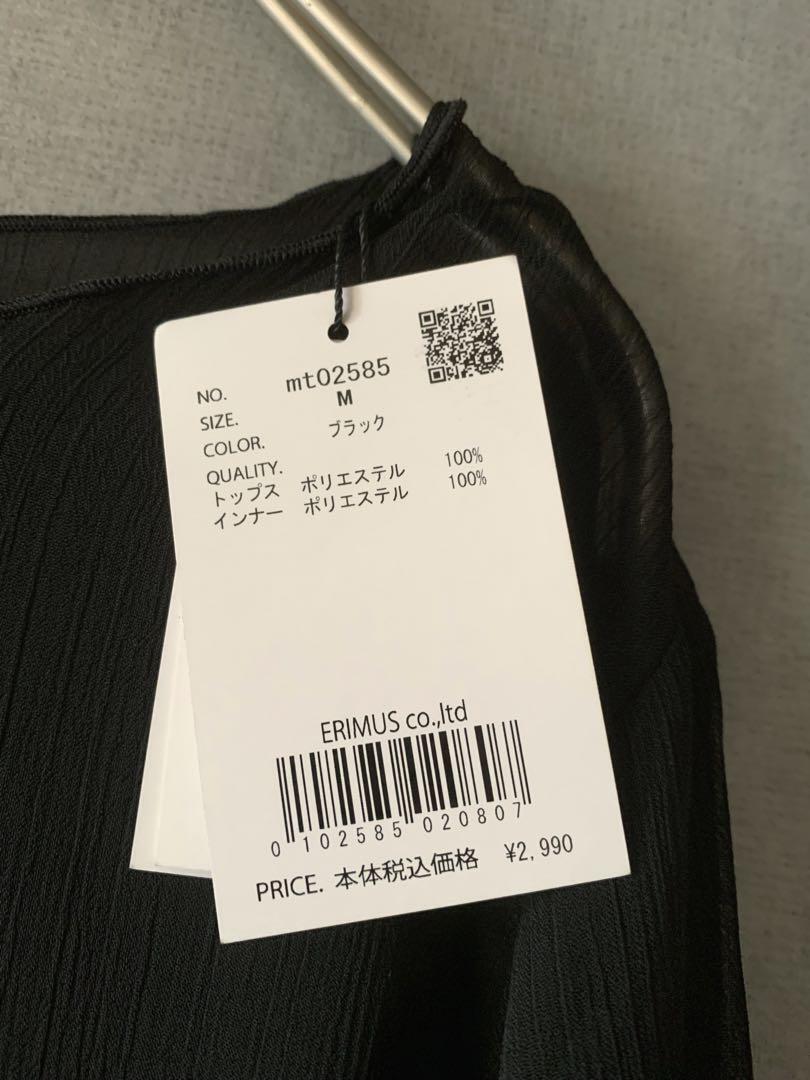 NO. mt02585
SIZE. M
COLOR. ブラック
QUALITY.
トップス ポリエステル 100%
インナー ポリエステル 100%
ERIMUS co.,ltd
0 102585 020807
PRICE. 本体税込価格 ¥2,990